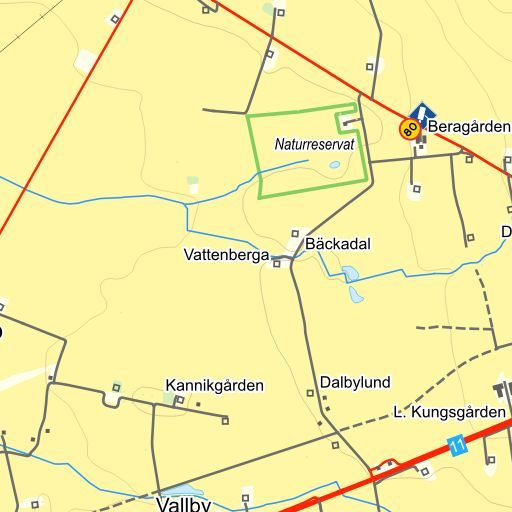 80
Beragården
Naturreservat
D
Bäckadal
Vattenberga
Kannikgården
Dalbylund
L. Kungsgården
11
Vallby